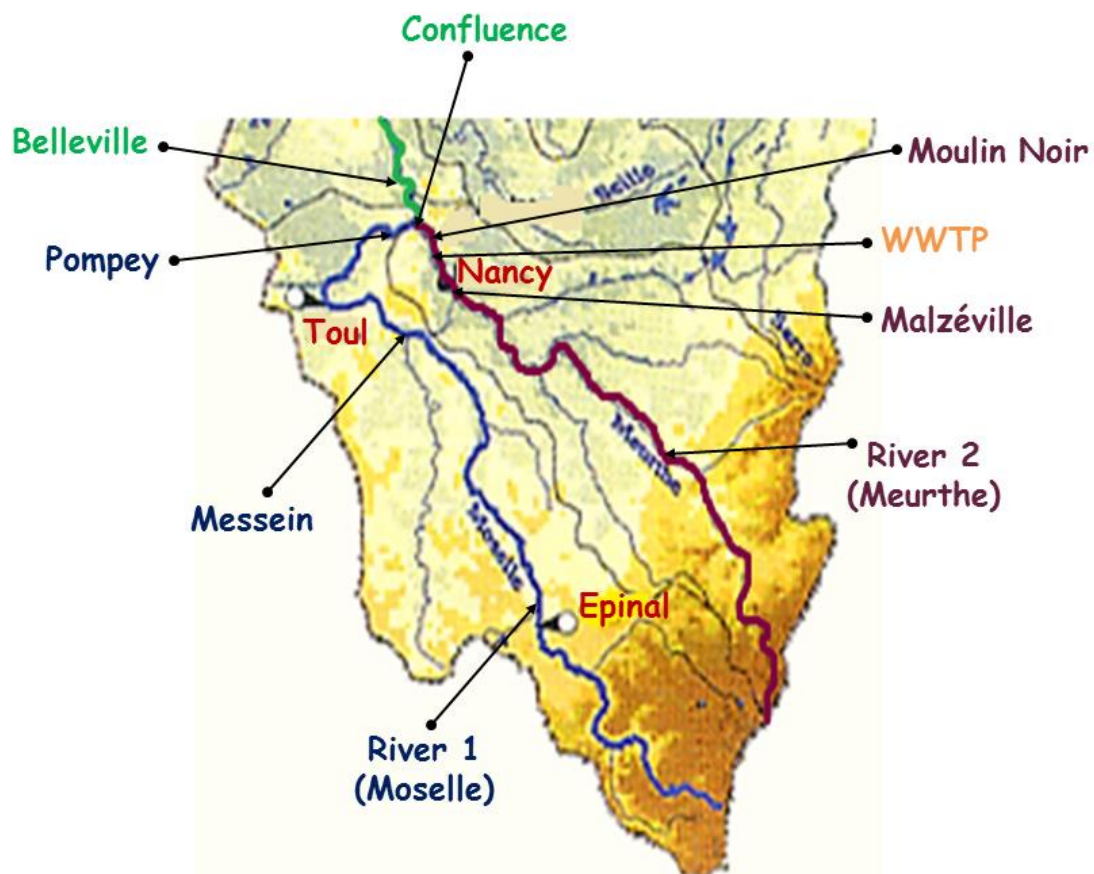 Confluence
Belleville
Moulin Noir
Seille
WWTP
Pompey
Nancy
Malzéville
Toul
Meurthe
River 2
(Meurthe)
Messein
Moselle
Epinal
River 1
(Moselle)